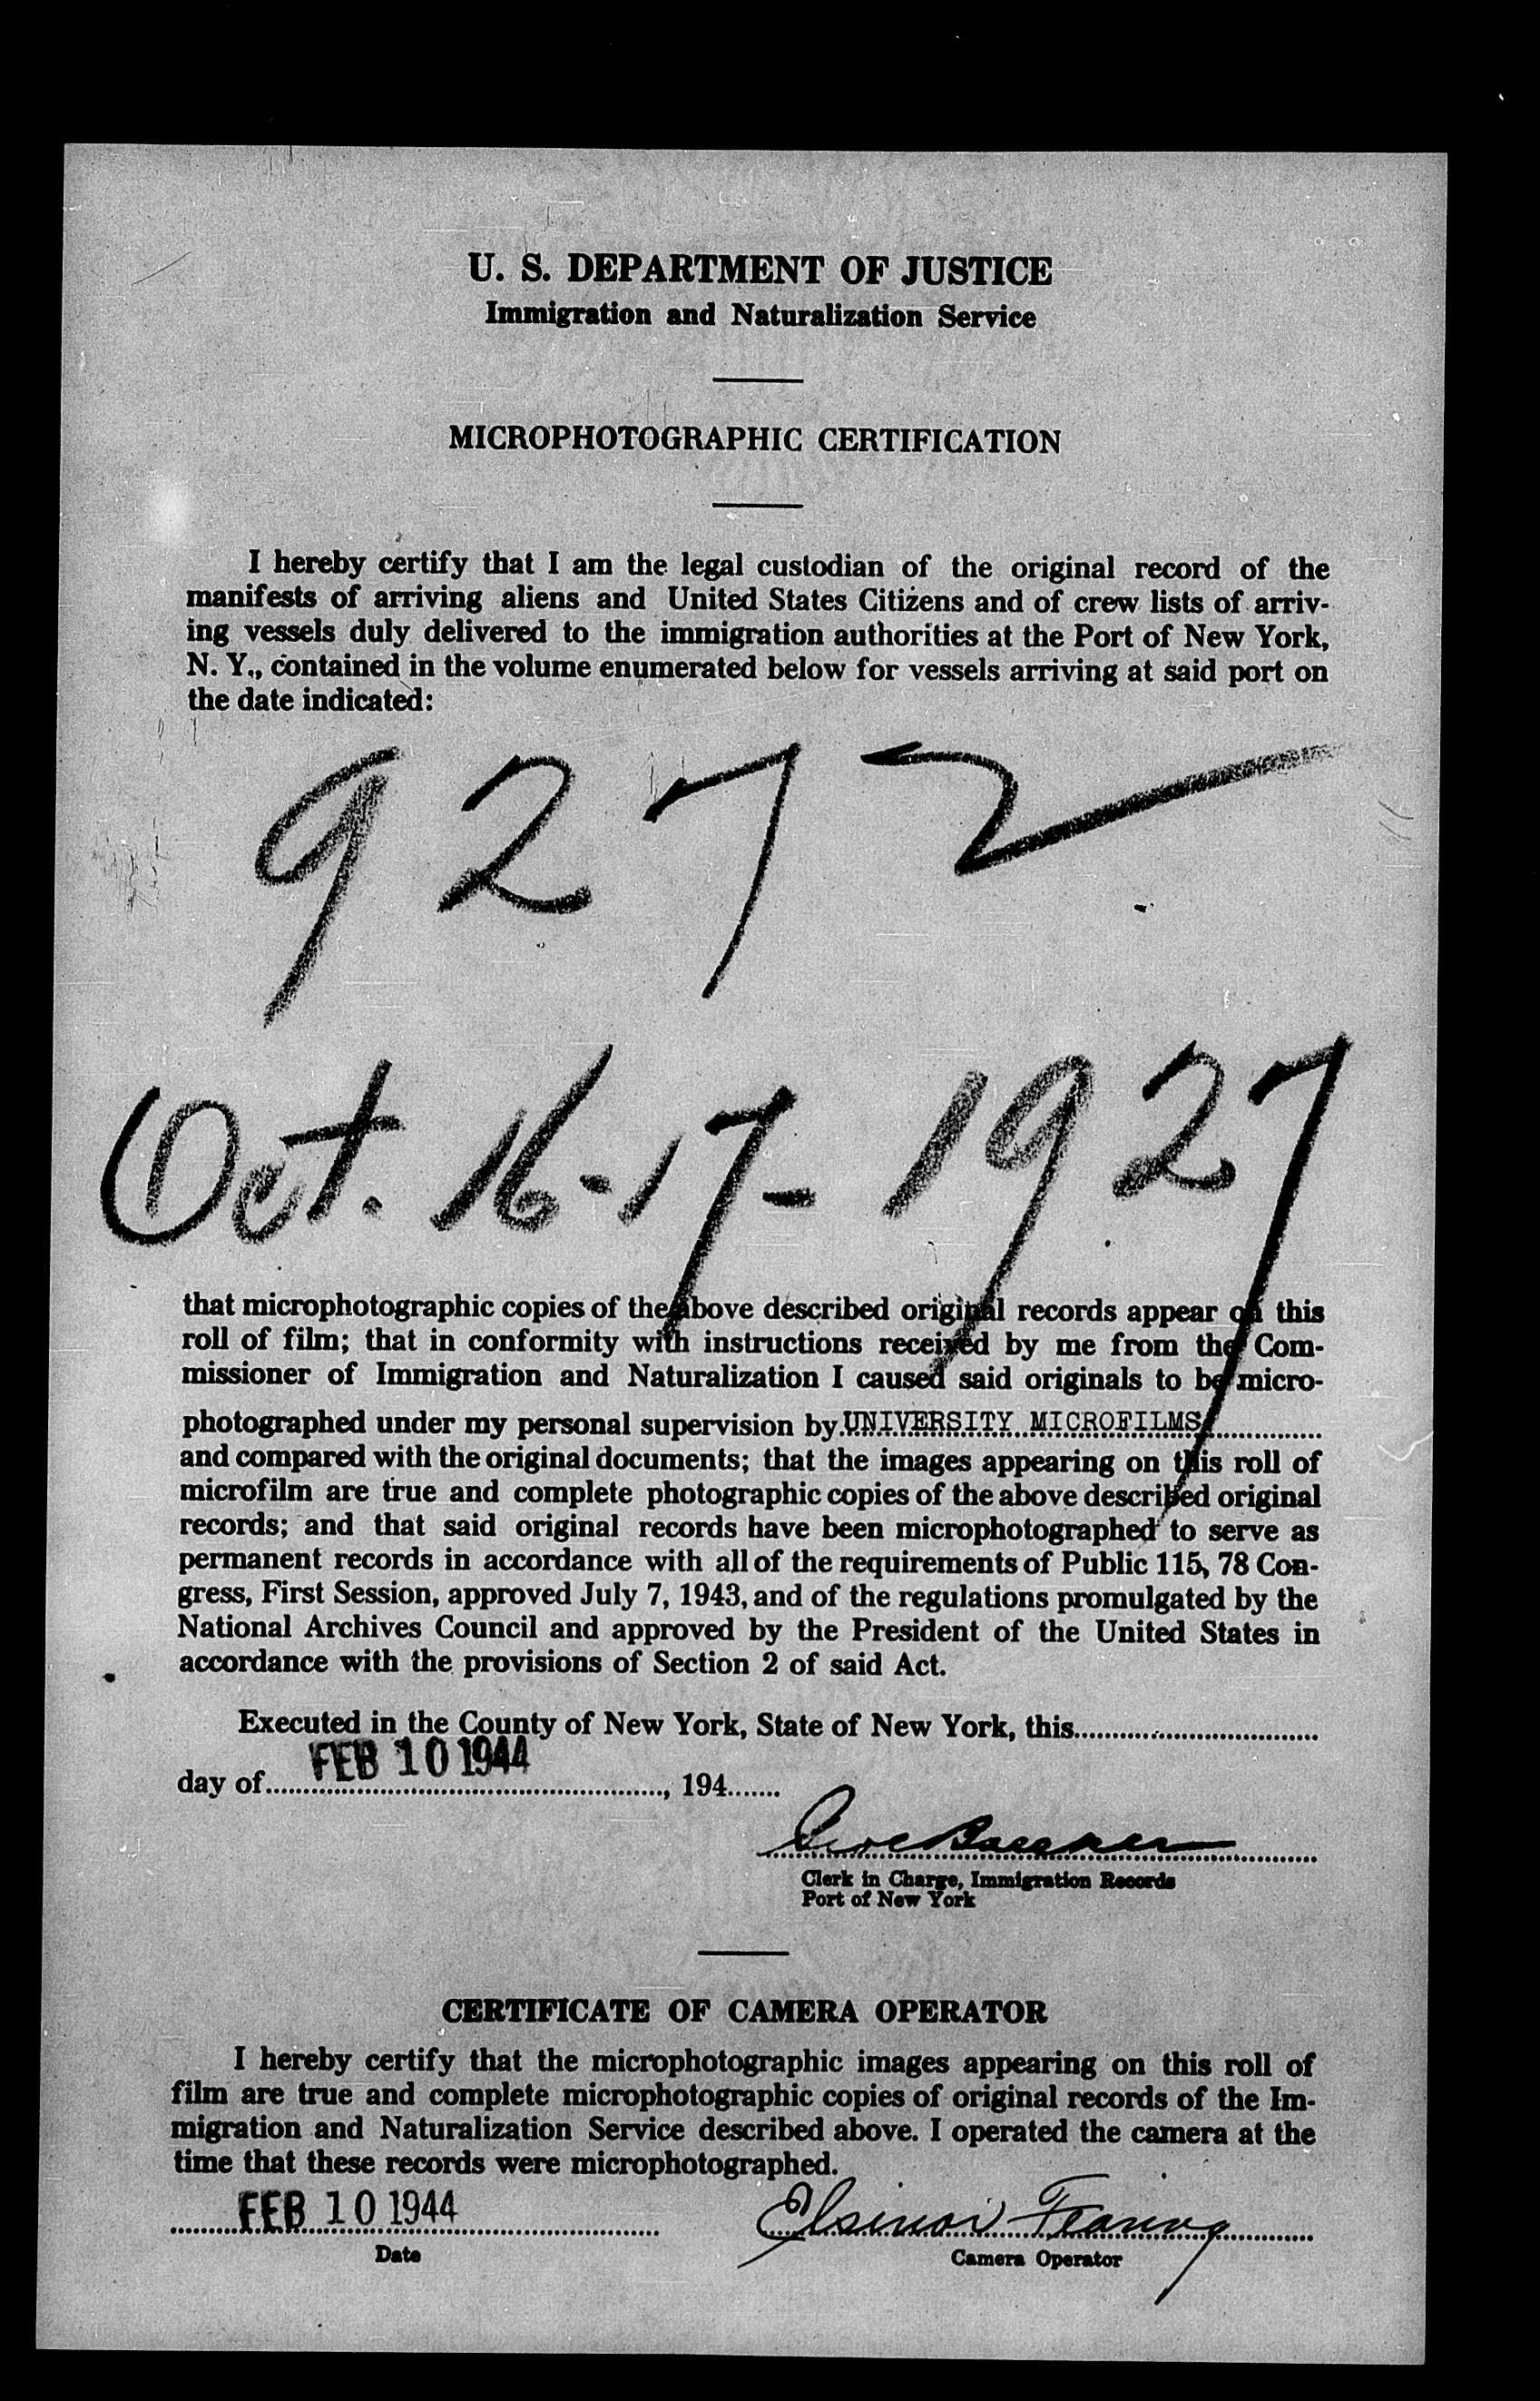 U. S. DEPARTMENT OF JUSTICE
Immigration and Naturalization Service
MICROPHOTOGRAPHIC CERTIFICATION
I hereby certify that I am the legal custodian of the original record of the
manifests of arriving aliens and United States Citizens and of crew lists of arriv-
ing vessels duly delivered to the immigration authorities at the Port of New York,
N. Y., contained in the volume enumerated below for vessels arriving at said port on
the date indicated:
9272
Oct. 16-17-1927
that microphotographic copies of the above described original records appear on this
roll of film; that in conformity with instructions received by me from the Com-
missioner of Immigration and Naturalization I caused said originals to be micro-
photographed under my personal supervision by UNIVERSITY MICROFILMS
and compared with the original documents; that the images appearing on this roll of
microfilm are true and complete photographic copies of the above described original
records; and that said original records have been microphotographed to serve as
permanent records in accordance with all of the requirements of Public 115, 78 Con-
gress, First Session, approved July 7, 1943, and of the regulations promulgated by the
National Archives Council and approved by the President of the United States in
accordance with the provisions of Section 2 of said Act.
Executed in the County of New York, State of New York, this
day of FEB 10 1944, 194
Clerk in Charge, Immigration Records
Port of New York
CERTIFICATE OF CAMERA OPERATOR
I hereby certify that the microphotographic images appearing on this roll of
film are true and complete microphotographic copies of original records of the Im-
migration and Naturalization Service described above. I operated the camera at the
time that these records were microphotographed.
FEB 10 1944
Date
Camera Operator